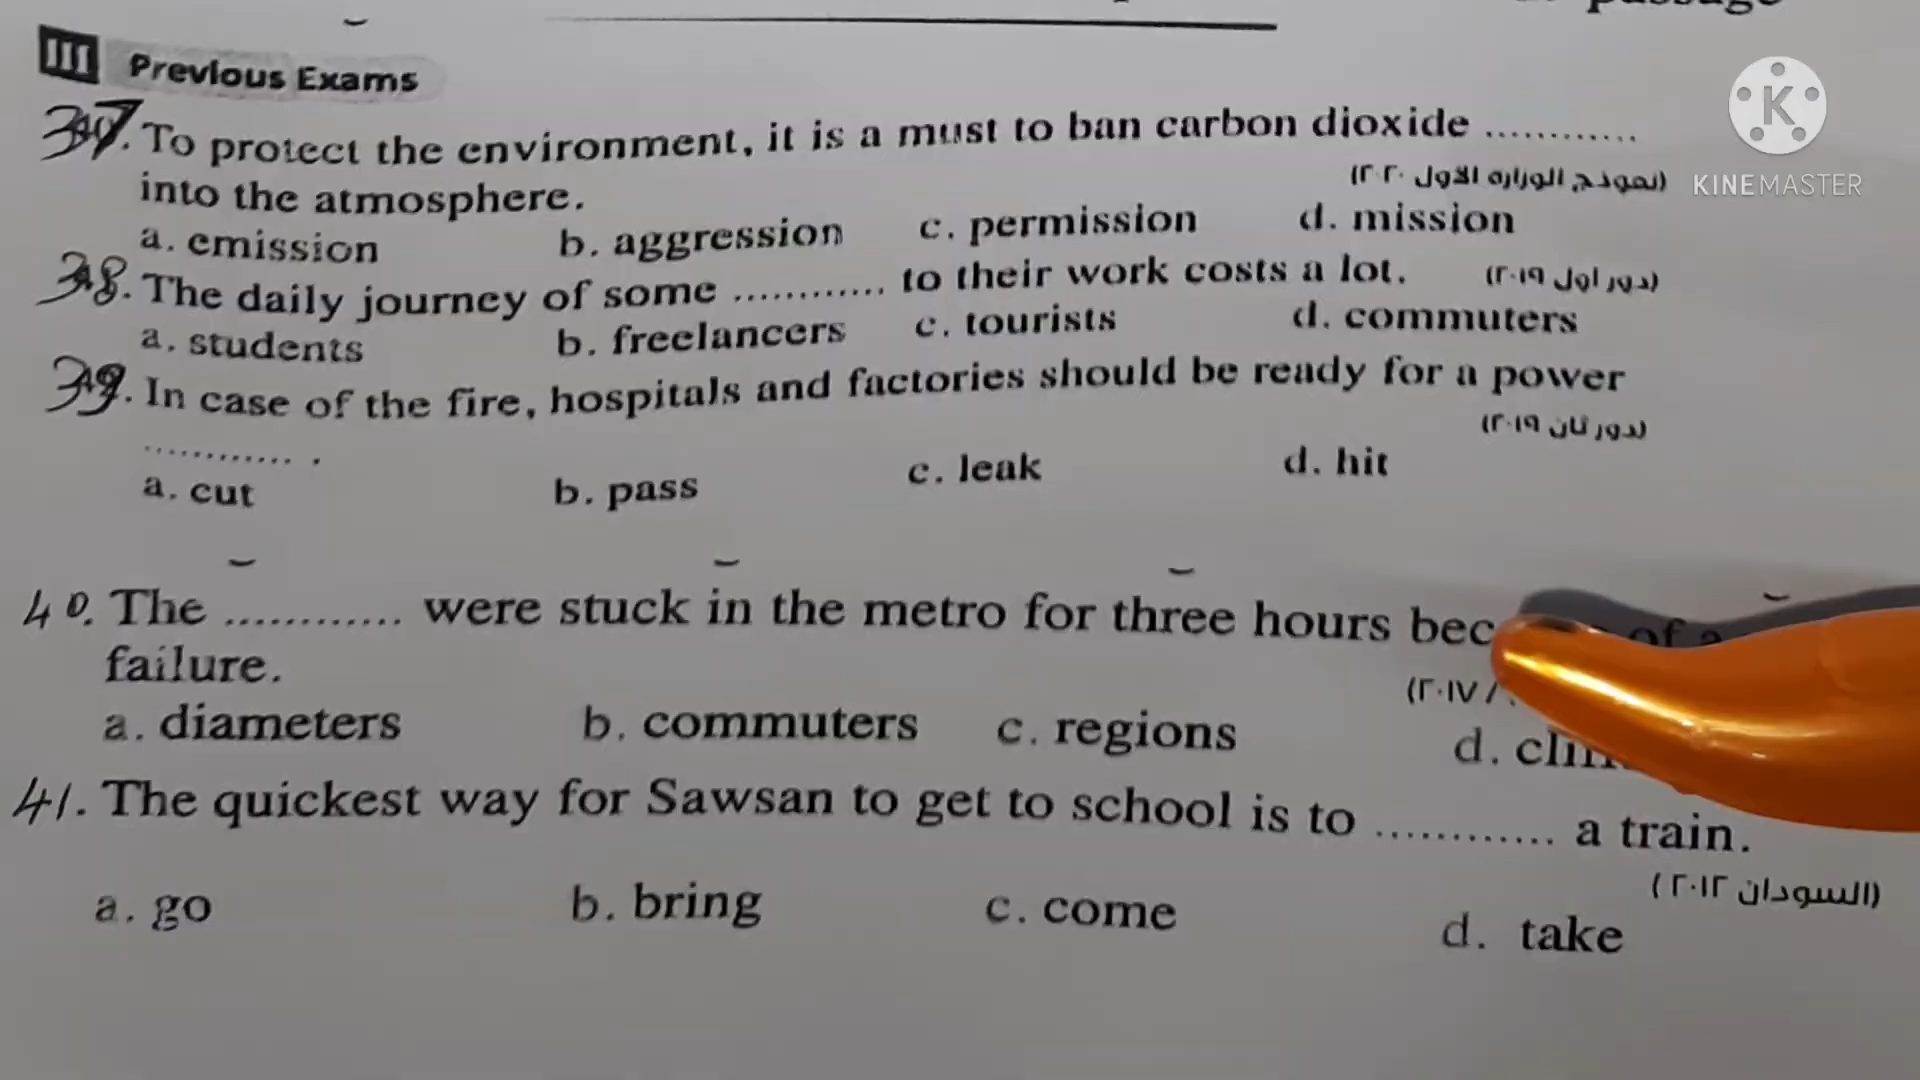 passage
III Previous Exams
37. To protect the environment, it is a must to ban carbon dioxide ............
into the atmosphere. (نموذج الوزارة الأول ٢٠٢٠)
a. emission b. aggression c. permission d. mission
38. The daily journey of some ............ to their work costs a lot. (دور أول ٢٠١٩)
a. students b. freelancers c. tourists d. commuters
39. In case of the fire, hospitals and factories should be ready for a power
............ . (دور ثان ٢٠١٩)
a. cut b. pass c. leak d. hit
40. The ............ were stuck in the metro for three hours of a
failure. (٢٠١٧ /
a. diameters b. commuters c. regions d.
41. The quickest way for Sawsan to get to school is to ............ a train.
(السودان ٢٠١٢)
a. go b. bring c. come d. take
KINEMASTER